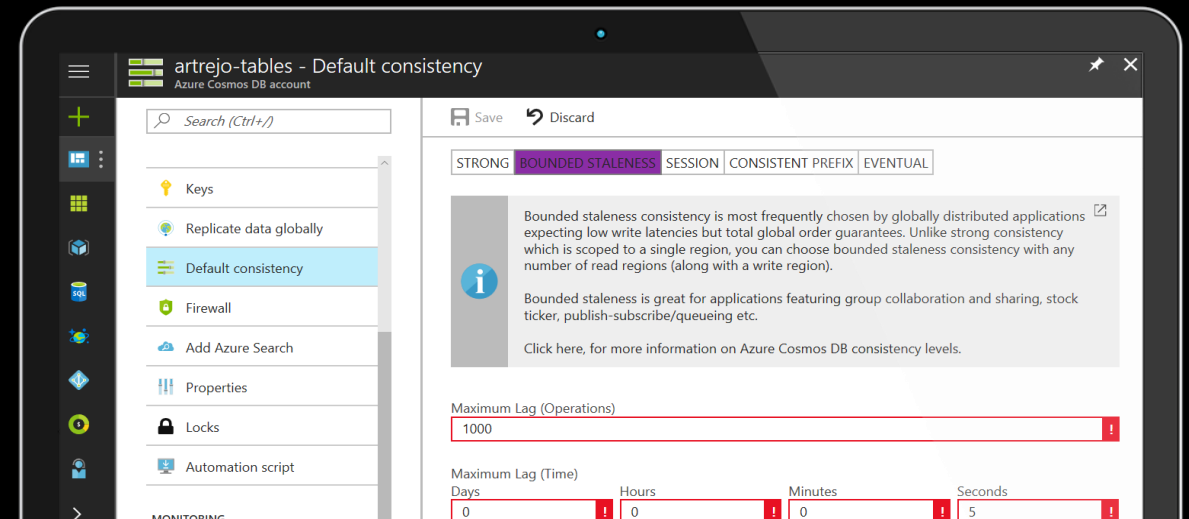 artrejo-tables - Default consistency
Azure Cosmos DB account
Search (Ctrl+/)
Keys
Replicate data globally
Default consistency
Firewall
Add Azure Search
Properties
Locks
Automation script
MONITORING
SQL
Save
Discard
STRONG BOUNDED STALENESS SESSION CONSISTENT PREFIX EVENTUAL
Bounded staleness consistency is most frequently chosen by globally distributed applications
expecting low write latencies but total global order guarantees. Unlike strong consistency
which is scoped to a single region, you can choose bounded staleness consistency with any
number of read regions (along with a write region).
Bounded staleness is great for applications featuring group collaboration and sharing, stock
ticker, publish-subscribe/queueing etc.
Click here, for more information on Azure Cosmos DB consistency levels.
Maximum Lag (Operations)
1000
!
Maximum Lag (Time)
Days Hours Minutes Seconds
0 ! 0 ! 0 ! 5 !